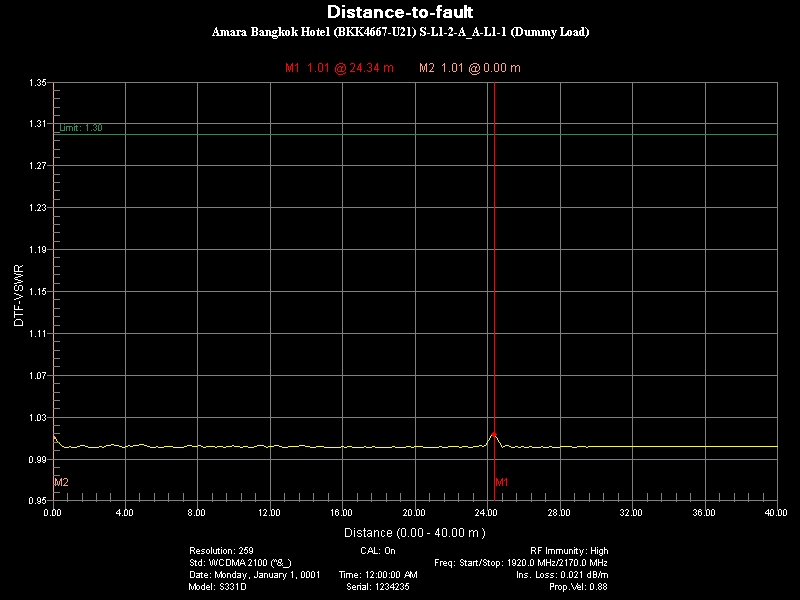 Distance-to-fault
Amara Bangkok Hotel (BKK4667-U21) S-L1-2-A_A-L1-1 (Dummy Load)
M1 1.01 @ 24.34 m M2 1.01 @ 0.00 m
1.35
1.31
Limit: 1.30
1.27
1.23
1.19
1.15
1.11
1.07
1.03
0.99
0.95
DTF-VSWR
M2
M1
0.00 4.00 8.00 12.00 16.00 20.00 24.00 28.00 32.00 36.00 40.00
Distance (0.00 - 40.00 m )
Resolution: 259 CAL: On RF Immunity: High
Std: WCDMA 2100 (^&_) Freq: Start/Stop: 1920.0 MHz/2170.0 MHz
Date: Monday, January 1, 0001 Time: 12:00:00 AM Ins. Loss: 0.021 dB/m
Model: S331D Serial: 1234235 Prop.Vel: 0.88